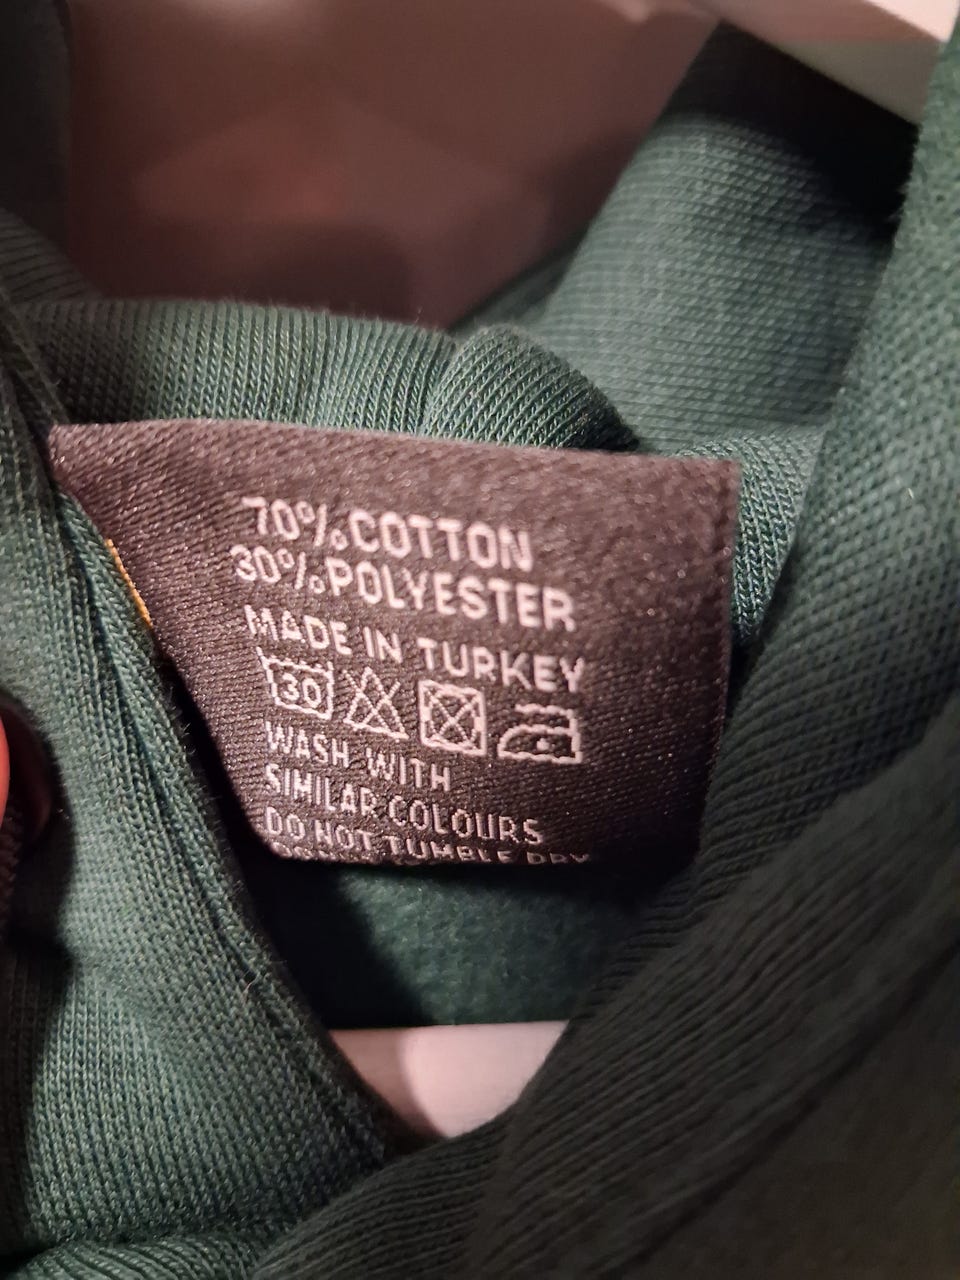 70% COTTON
30% POLYESTER
MADE IN TURKEY
30
WASH WITH
SIMILAR COLOURS
DO NOT TUMBLE DRY